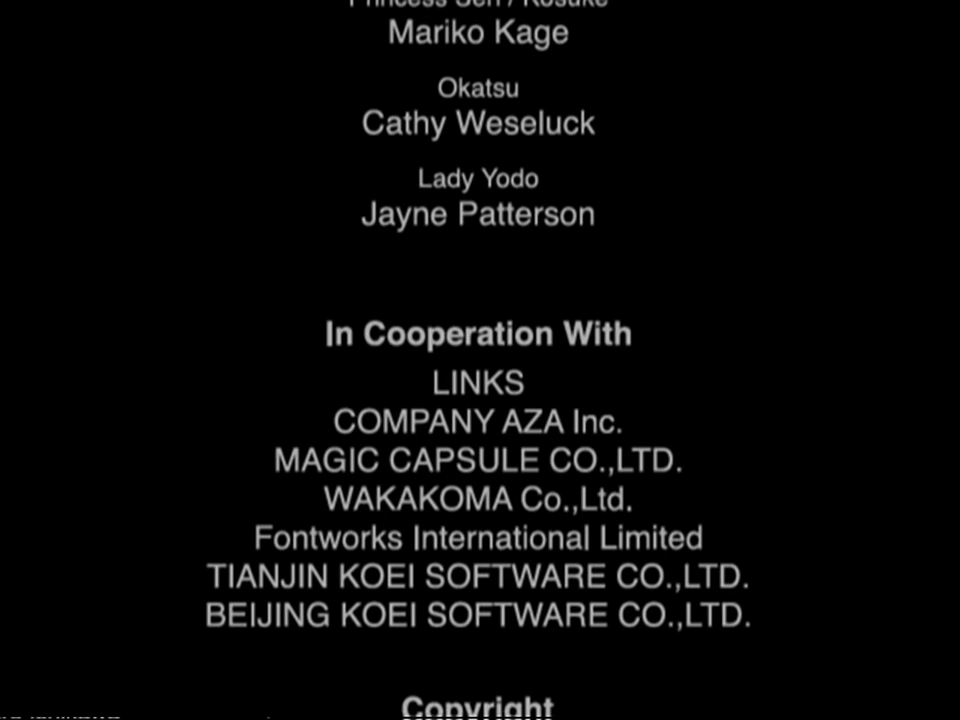 Mariko Kage
Okatsu
Cathy Weseluck
Lady Yodo
Jayne Patterson
In Cooperation With
LINKS
COMPANY AZA Inc.
MAGIC CAPSULE CO.,LTD.
WAKAKOMA Co.,Ltd.
Fontworks International Limited
TIANJIN KOEI SOFTWARE CO.,LTD.
BEIJING KOEI SOFTWARE CO.,LTD.
Copyright